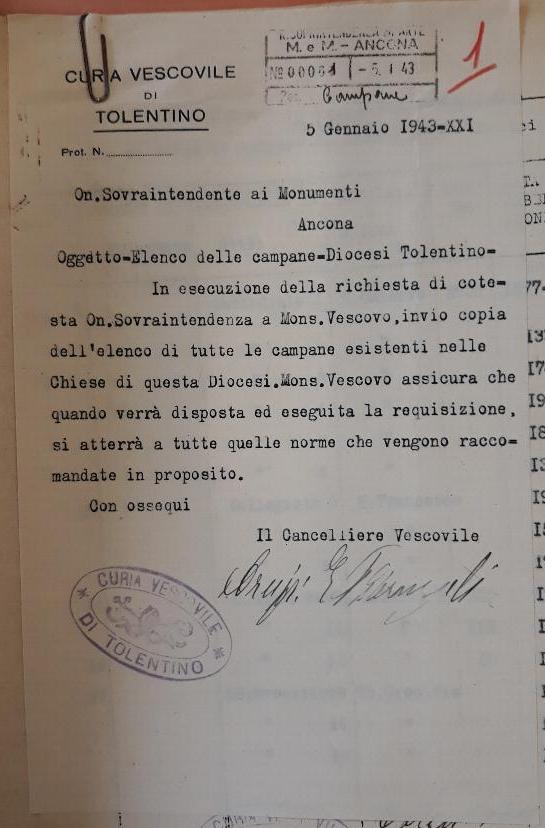 CURIA VESCOVILE
DI
TOLENTINO
Prot. N.
R. SOPRINTENDENZA
M. e M. - ANCONA
No 00061 - 5. 1. 43
Pos. Campane
1
5 Gennaio I943-XXI
On.Sovraintendente ai Monumenti
Ancona
Oggetto-Elenco delle campane-Diocesi Tolentino-
In esecuzione della richiesta di cote-
sta On.Sovraintendenza a Mons.Vescovo,invio copia
dell'elenco di tutte le campane esistenti nelle
Chiese di questa Diocesi.Mons.Vescovo assicura che
quando verrà disposta ed eseguita la requisizione,
si atterrà a tutte quelle norme che vengono racco-
mandate in proposito.
Con ossequi
Il Cancelliere Vescovile
CURIA VESCOVILE
DI TOLENTINO